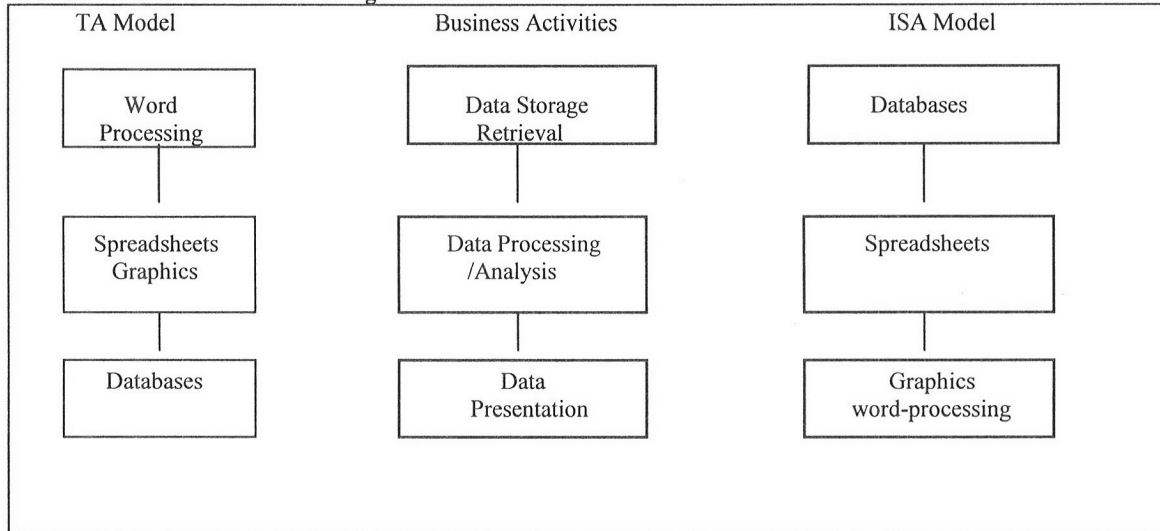 TA Model
Business Activities
ISA Model
Word
Processing
Data Storage
Retrieval
Databases
Spreadsheets
Graphics
Data Processing
/Analysis
Spreadsheets
Databases
Data
Presentation
Graphics
word-processing